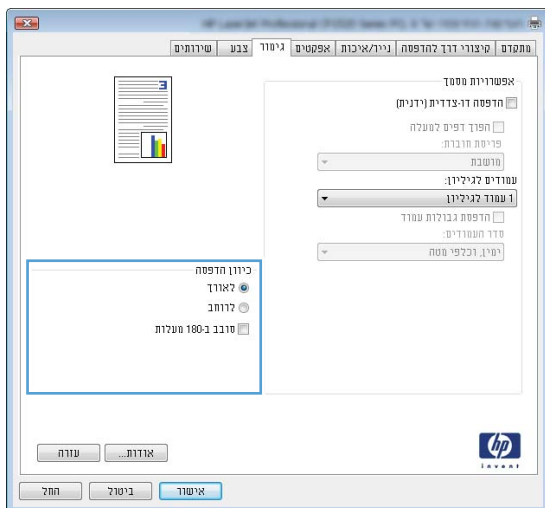 מתקדם קיצורי דרך להדפסה נייר/איכות אפקטים גימור צבע שירותים
אפשרויות מסמך
הדפסה דו-צדדית (ידנית)
הפוך דפים למעלה
פריסת חוברת:
מושבת
עמודים לגיליון:
1 עמוד לגיליון
הדפסת גבולות עמוד
סדר העמודים:
ימין, וכלפי מטה
כיוון הדפסה
לאורך
לרוחב
סובב ב-180 מעלות
hp
invent
אודות... עזרה
אישור ביטול החל